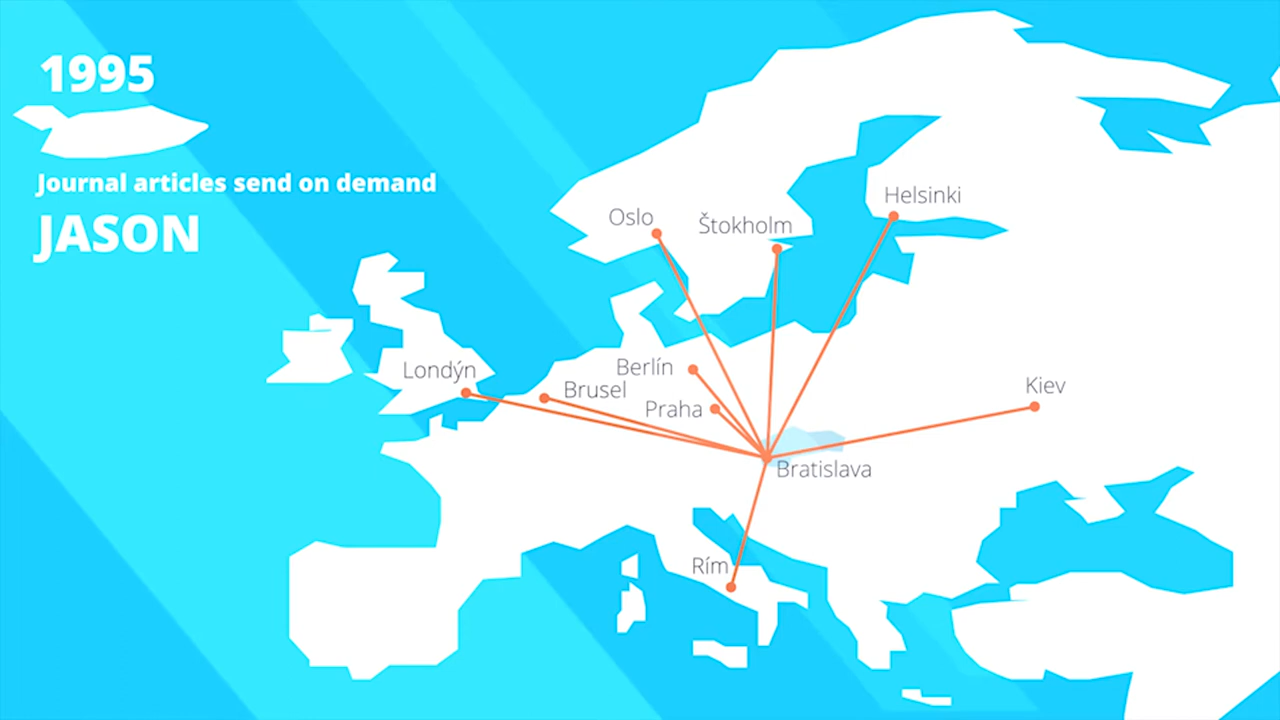 1995
Journal articles send on demand
JASON
Helsinki
Oslo
Štokholm
Londýn
Berlín
Brusel
Kiev
Praha
Bratislava
Rím